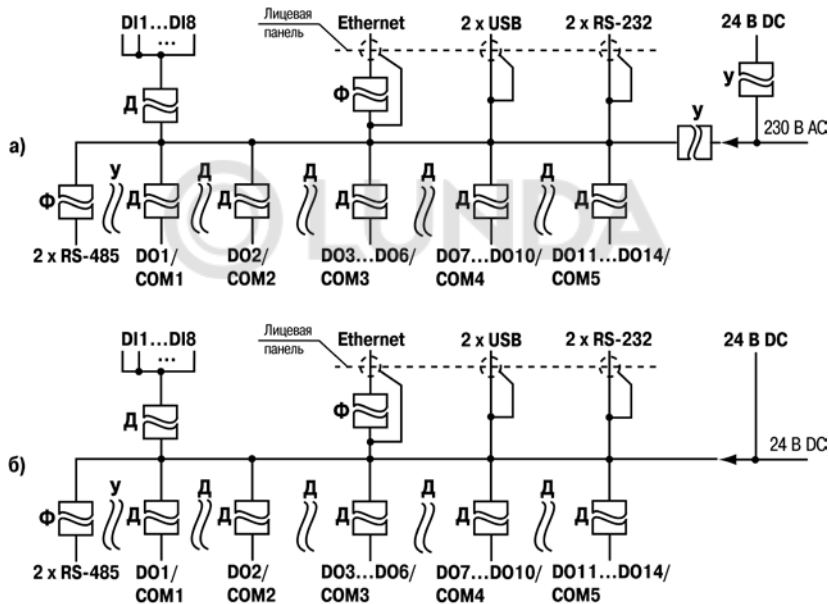 DI1...DI8
...
Лицевая
панель
Ethernet
2 x USB
2 x RS-232
24 В DC
Д
Ф
У
У
а)
230 В AC
Ф
У
Д
Д
Д
Д
Д
Д
Д
Д
Д
LUNDA
2 x RS-485
DO1/
COM1
DO2/
COM2
DO3...DO6/
COM3
DO7...DO10/
COM4
DO11...DO14/
COM5
DI1...DI8
...
Лицевая
панель
Ethernet
2 x USB
2 x RS-232
24 В DC
Д
Ф
б)
24 В DC
Ф
У
Д
Д
Д
Д
Д
Д
Д
Д
Д
2 x RS-485
DO1/
COM1
DO2/
COM2
DO3...DO6/
COM3
DO7...DO10/
COM4
DO11...DO14/
COM5